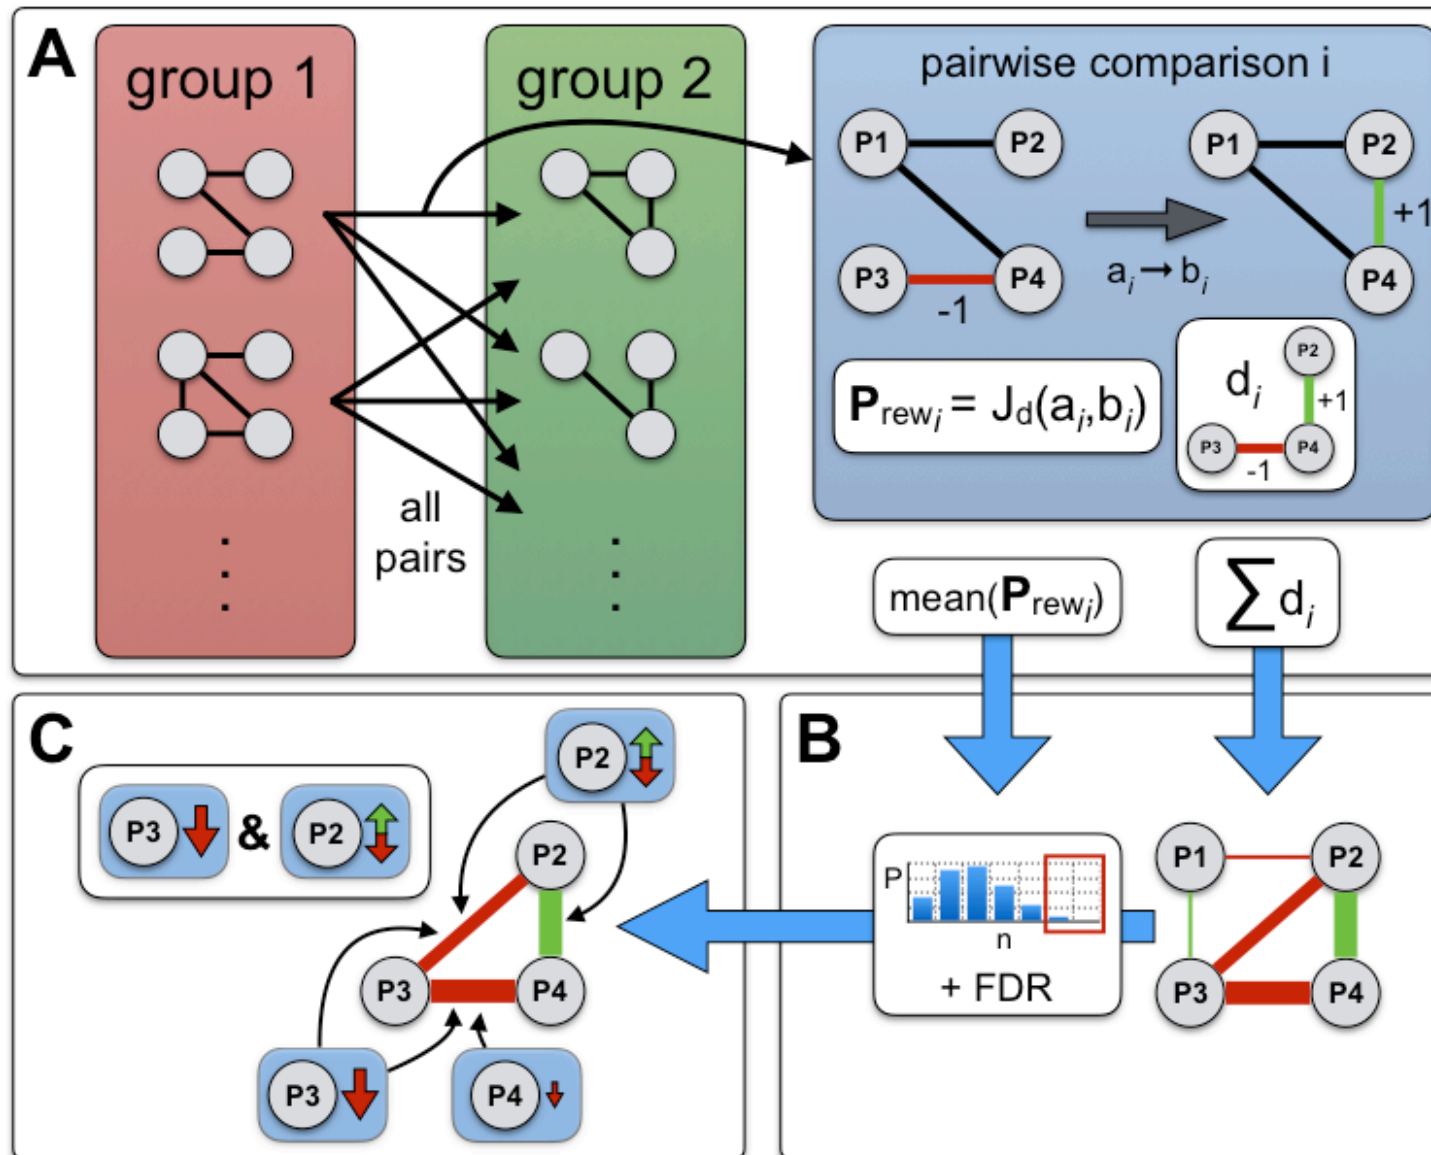 A
group 1
group 2
all
pairs
.
.
.
.
.
.
pairwise comparison i
P1
P2
P3
P4
-1
a_i → b_i
P1
P2
+1
P4
P_rew_i = J_d(a_i,b_i)
d_i
P2
+1
P3
P4
-1
mean(P_rew_i)
∑ d_i
C
P3
&
P2
P2
P2
P3
P4
P3
P4
B
P
n
+ FDR
P1
P2
P3
P4